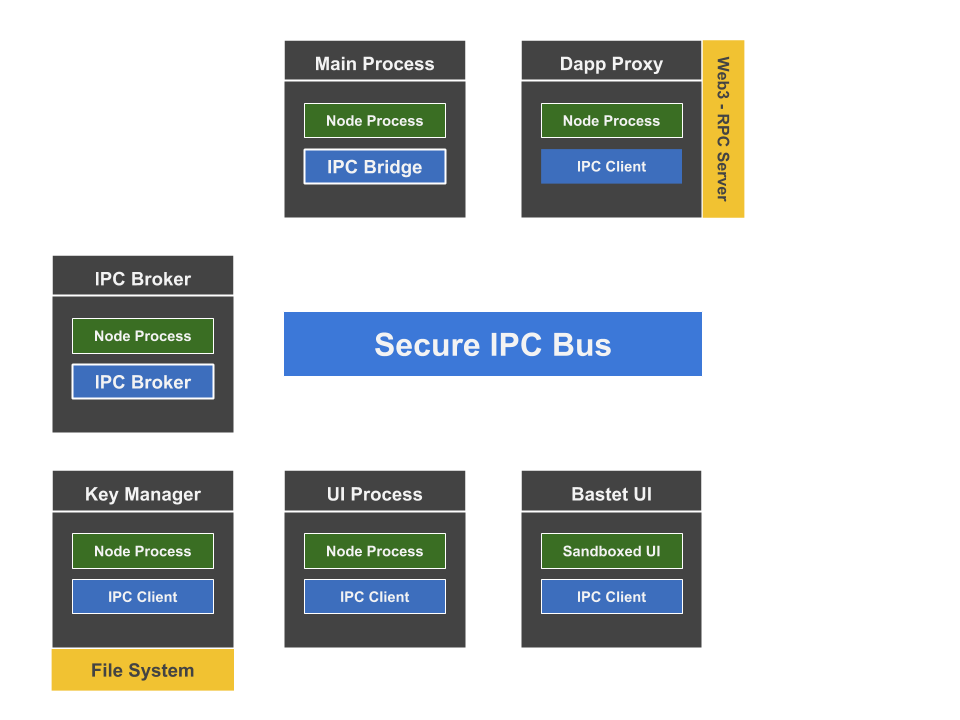 Main Process
Node Process
IPC Bridge
Dapp Proxy
Node Process
IPC Client
Web3 - RPC Server
IPC Broker
Node Process
IPC Broker
Secure IPC Bus
Key Manager
Node Process
IPC Client
File System
UI Process
Node Process
IPC Client
Bastet UI
Sandboxed UI
IPC Client